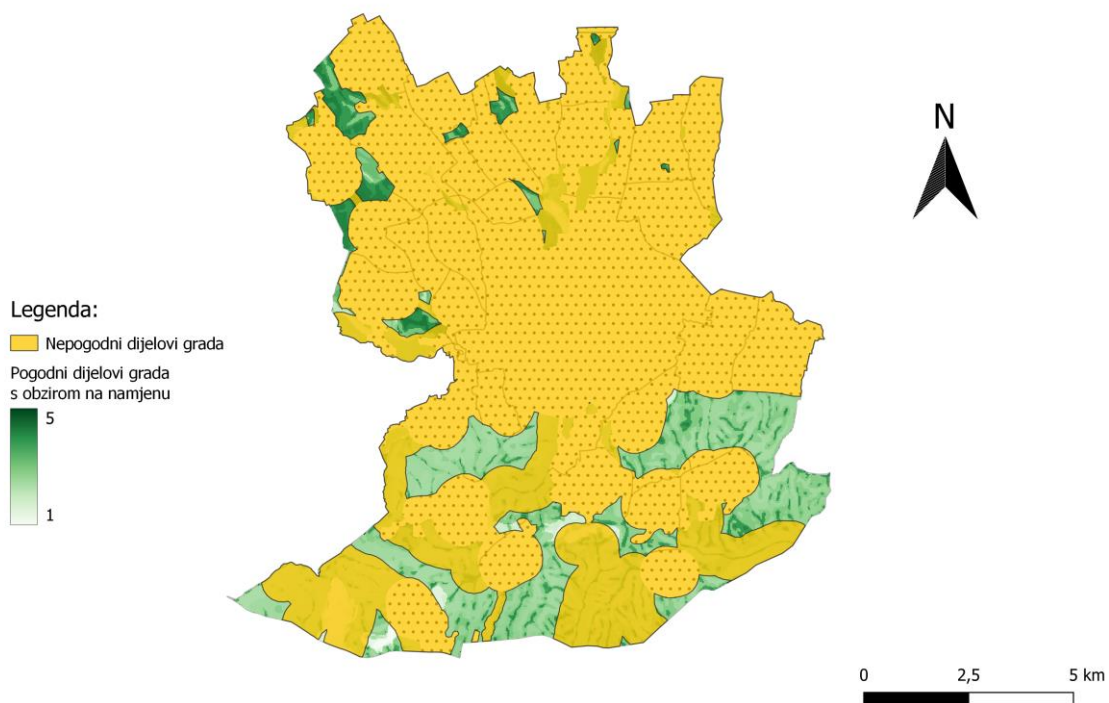 N
Legenda:
Nepogodni dijelovi grada
Pogodni dijelovi grada
s obzirom na namjenu
5
1
0 2,5 5 km